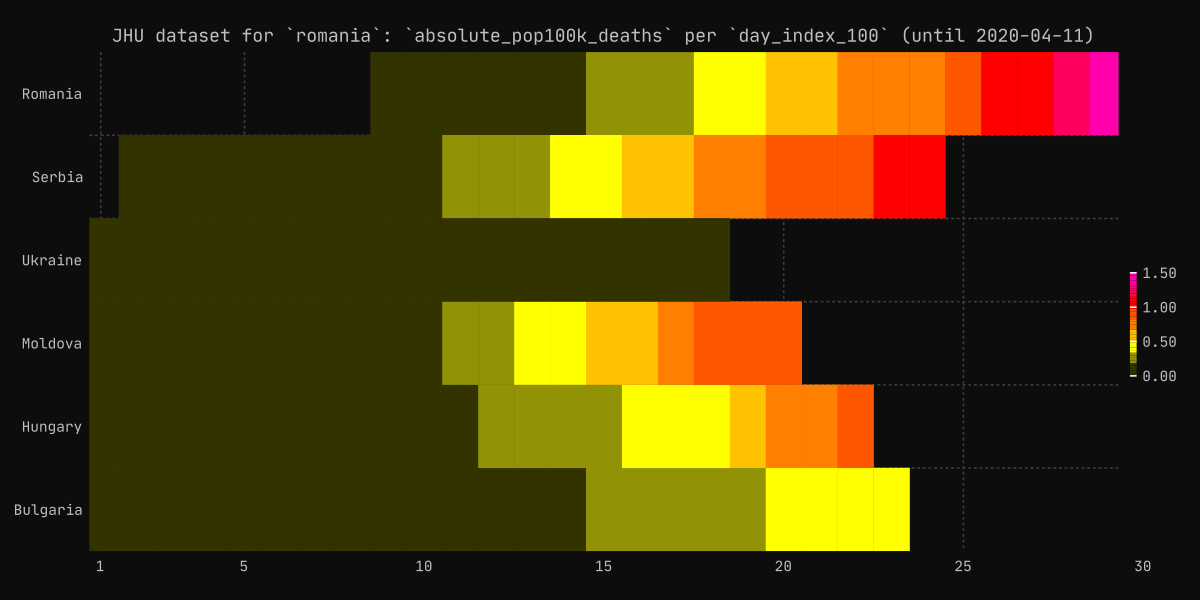 JHU dataset for `romania`: `absolute_pop100k_deaths` per `day_index_100` (until 2020-04-11)
Romania
Serbia
Ukraine
Moldova
Hungary
Bulgaria
1.50
1.00
0.50
0.00
1 5 10 15 20 25 30